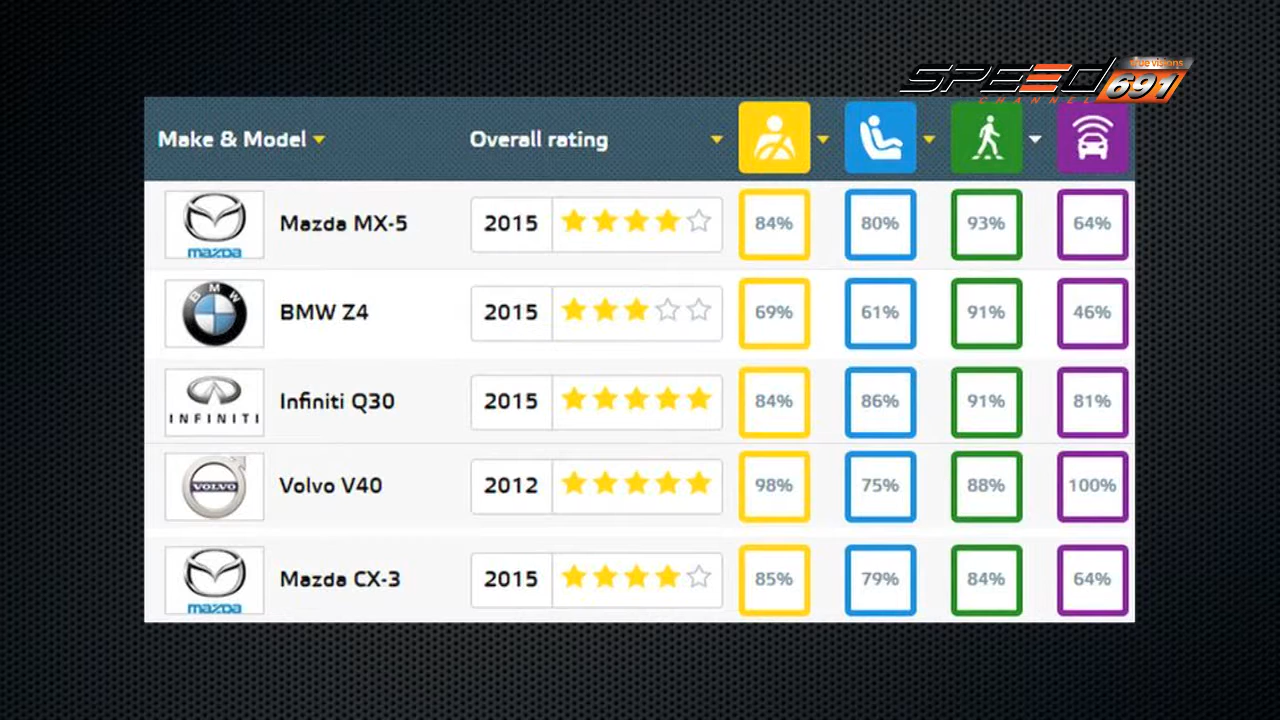 true visions
SPEED 691
CHANNEL
Make & Model Overall rating
mazda Mazda MX-5 2015 84% 80% 93% 64%
BMW BMW Z4 2015 69% 61% 91% 46%
INFINITI Infiniti Q30 2015 84% 86% 91% 81%
VOLVO Volvo V40 2012 98% 75% 88% 100%
mazda Mazda CX-3 2015 85% 79% 84% 64%